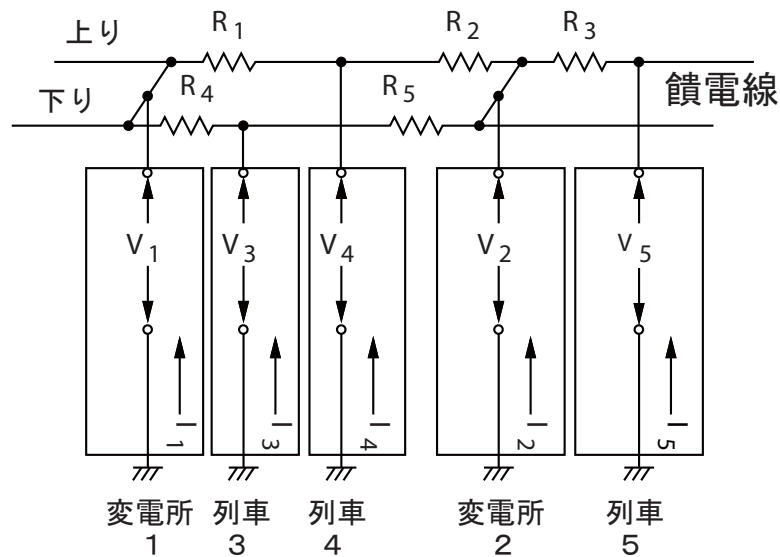 上り R1 R2 R3
下り R4 R5 饋電線
V1 V3 V4 V2 V5
I1 I3 I4 I2 I5
変電所 列車 列車 変電所 列車
1 3 4 2 5